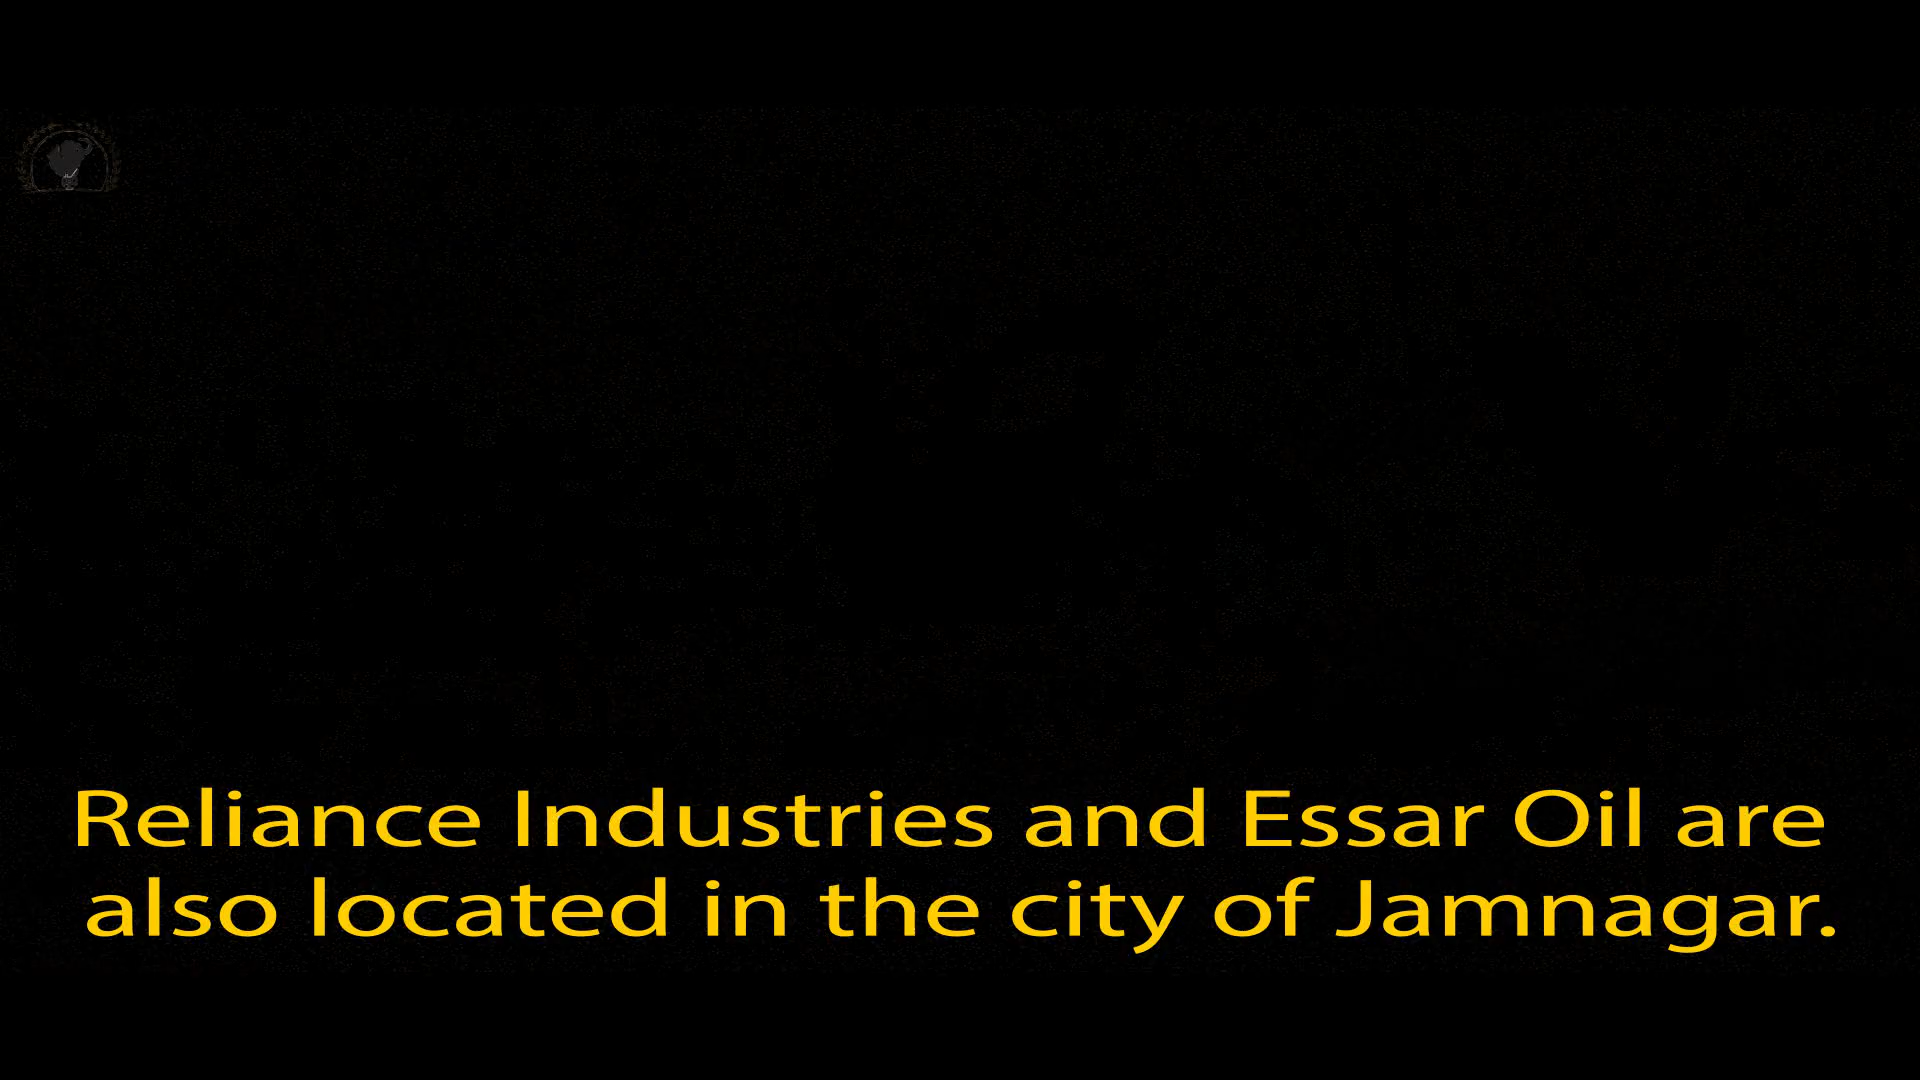 Reliance Industries and Essar Oil are
also located in the city of Jamnagar.